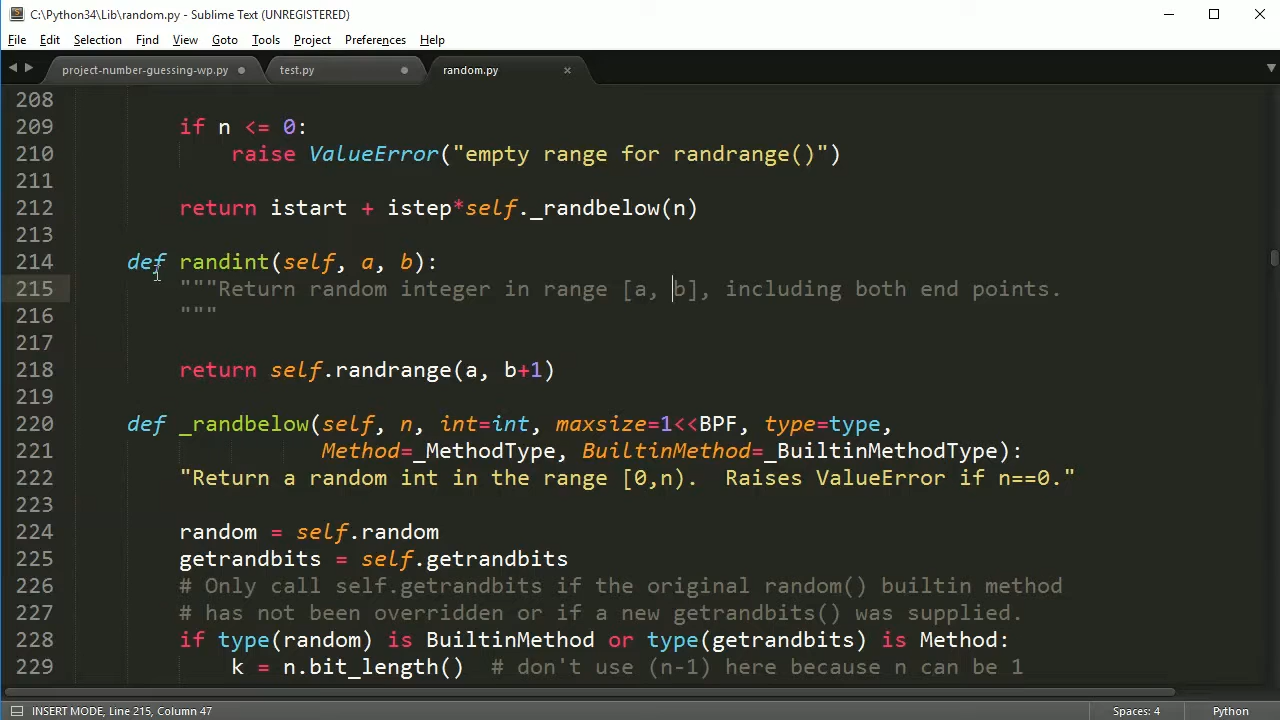 C:\Python34\Lib\random.py - Sublime Text (UNREGISTERED)
File Edit Selection Find View Goto Tools Project Preferences Help
project-number-guessing-wp.py test.py random.py
208
209 if n <= 0:
210 raise ValueError("empty range for randrange()")
211
212 return istart + istep*self._randbelow(n)
213
214 def randint(self, a, b):
215 """Return random integer in range [a, b], including both end points.
216 """
217
218 return self.randrange(a, b+1)
219
220 def _randbelow(self, n, int=int, maxsize=1<<BPF, type=type,
221 Method=_MethodType, BuiltinMethod=_BuiltinMethodType):
222 "Return a random int in the range [0,n).  Raises ValueError if n==0."
223
224 random = self.random
225 getrandbits = self.getrandbits
226 # Only call self.getrandbits if the original random() builtin method
227 # has not been overridden or if a new getrandbits() was supplied.
228 if type(random) is BuiltinMethod or type(getrandbits) is Method:
229 k = n.bit_length()  # don't use (n-1) here because n can be 1
INSERT MODE, Line 215, Column 47 Spaces: 4 Python